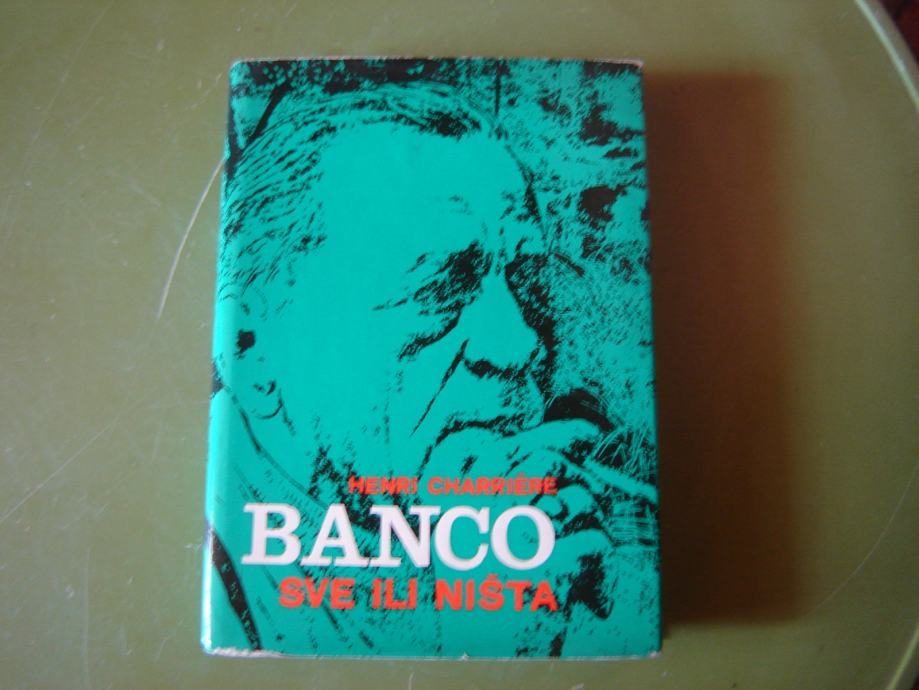 HENRI CHARRIÈRE
BANCO
SVE ILI NIŠTA